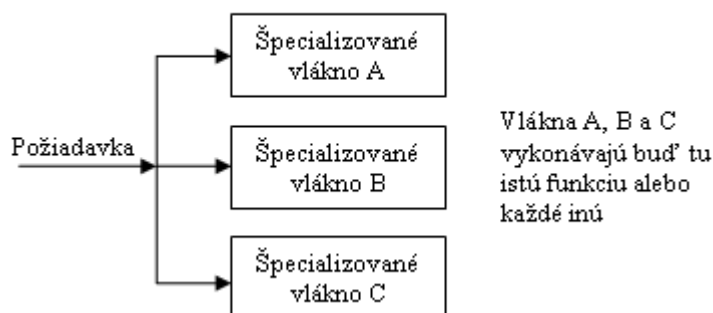 Špecializované
vlákno A
Požiadavka
Špecializované
vlákno B
Špecializované
vlákno C
Vlákna A, B a C
vykonávajú buď tu
istú funkciu alebo
každé inú